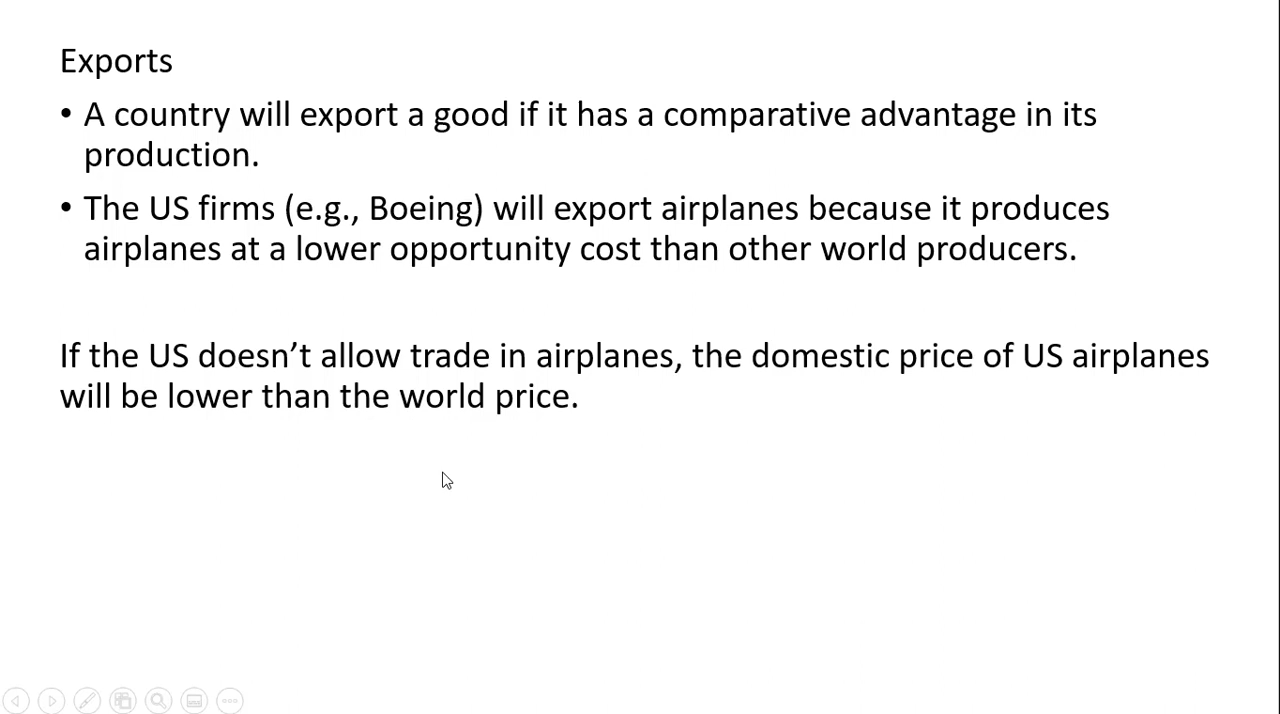 Exports
• A country will export a good if it has a comparative advantage in its
production.
• The US firms (e.g., Boeing) will export airplanes because it produces
airplanes at a lower opportunity cost than other world producers.
If the US doesn’t allow trade in airplanes, the domestic price of US airplanes
will be lower than the world price.